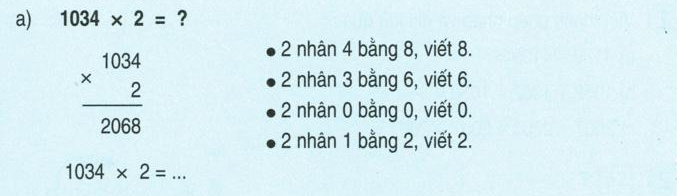 a) 1034 × 2 = ?
1034
×
2
2068
1034 × 2 = ...
● 2 nhân 4 bằng 8, viết 8.
● 2 nhân 3 bằng 6, viết 6.
● 2 nhân 0 bằng 0, viết 0.
● 2 nhân 1 bằng 2, viết 2.